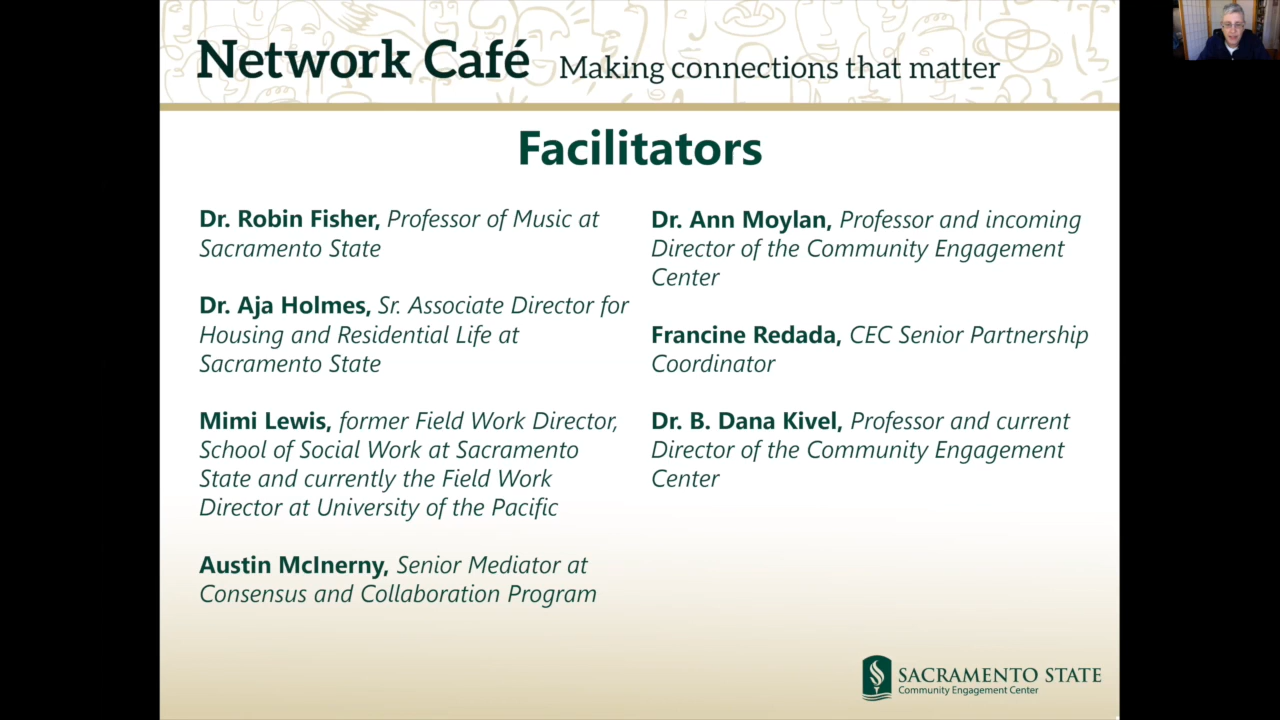 Network Café Making connections that matter
Facilitators
Dr. Robin Fisher, Professor of Music at
Sacramento State
Dr. Aja Holmes, Sr. Associate Director for
Housing and Residential Life at
Sacramento State
Mimi Lewis, former Field Work Director,
School of Social Work at Sacramento
State and currently the Field Work
Director at University of the Pacific
Austin McInerny, Senior Mediator at
Consensus and Collaboration Program
Dr. Ann Moylan, Professor and incoming
Director of the Community Engagement
Center
Francine Redada, CEC Senior Partnership
Coordinator
Dr. B. Dana Kivel, Professor and current
Director of the Community Engagement
Center
SACRAMENTO STATE
Community Engagement Center